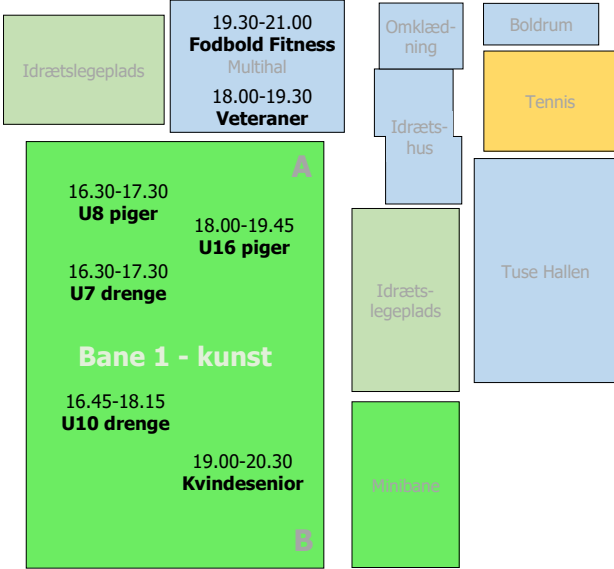 Idrætslegeplads
19.30-21.00
Fodbold Fitness
Multihal
18.00-19.30
Veteraner
Omklæd-
ning
Boldrum
Idræts-
hus
Tennis
A
16.30-17.30
U8 piger
18.00-19.45
U16 piger
16.30-17.30
U7 drenge
Bane 1 - kunst
16.45-18.15
U10 drenge
19.00-20.30
Kvindesenior
B
Idræts-
legeplads
Tuse Hallen
Minibane